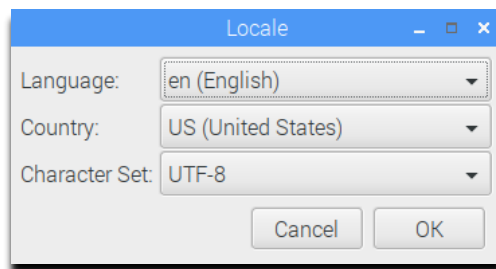 Locale
Language: en (English)
Country: US (United States)
Character Set: UTF-8
Cancel OK